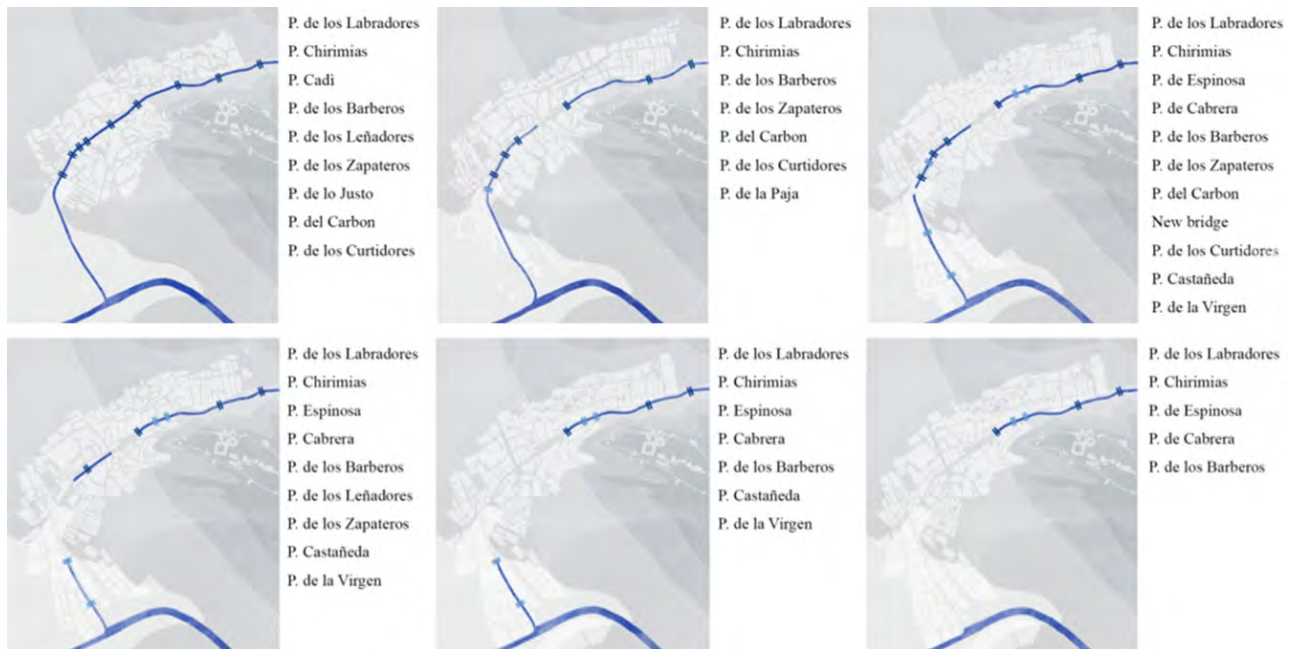 P. de los Labradores
P. Chirimias
P. Cadi
P. de los Barberos
P. de los Leñadores
P. de los Zapateros
P. de lo Justo
P. del Carbon
P. de los Curtidores
P. de los Labradores
P. Chirimias
P. de los Barberos
P. de los Zapateros
P. del Carbon
P. de los Curtidores
P. de la Paja
P. de los Labradores
P. Chirimias
P. de Espinosa
P. de Cabrera
P. de los Barberos
P. de los Zapateros
P. del Carbon
New bridge
P. de los Curtidores
P. Castañeda
P. de la Virgen
P. de los Labradores
P. Chirimias
P. Espinosa
P. Cabrera
P. de los Barberos
P. de los Leñadores
P. de los Zapateros
P. Castañeda
P. de la Virgen
P. de los Labradores
P. Chirimias
P. Espinosa
P. Cabrera
P. de los Barberos
P. Castañeda
P. de la Virgen
P. de los Labradores
P. Chirimias
P. de Espinosa
P. de Cabrera
P. de los Barberos